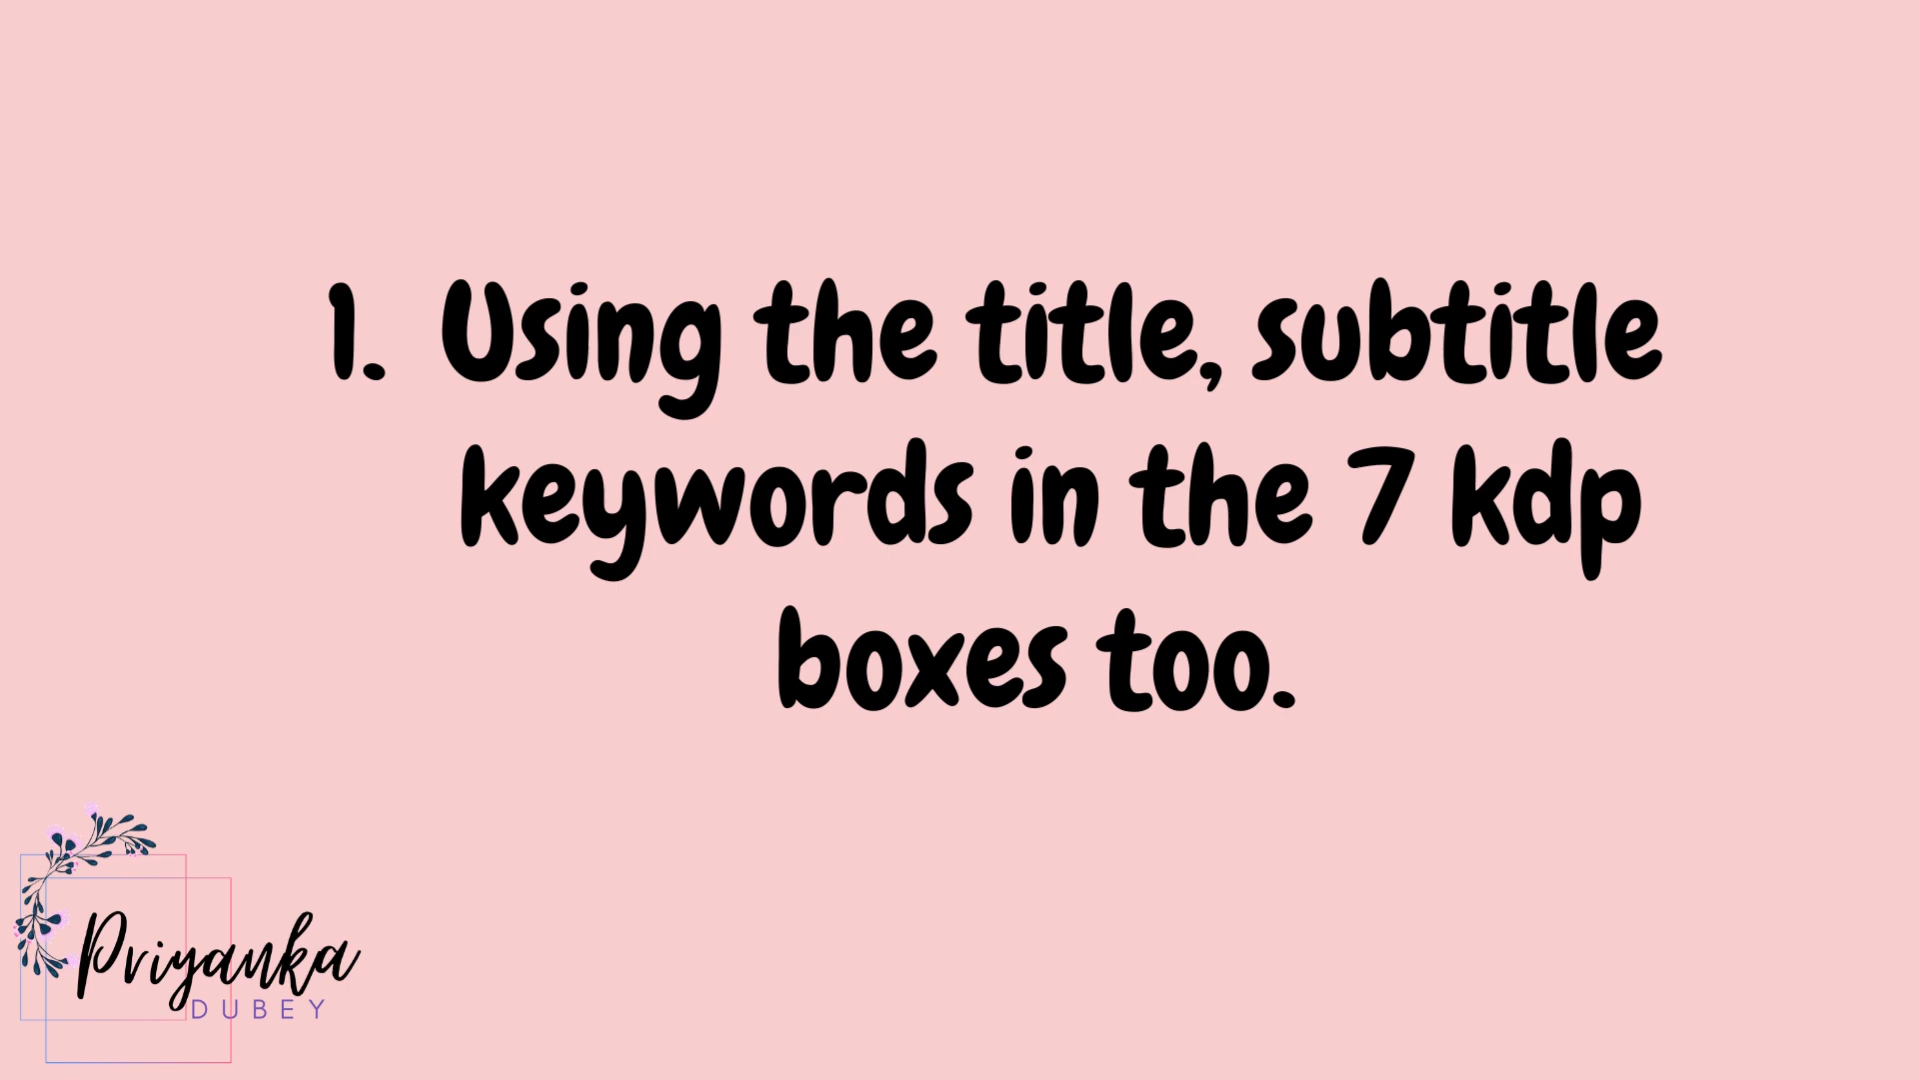 1. Using the title, subtitle
keywords in the 7 kdp
boxes too.
Priyanka
DUBEY